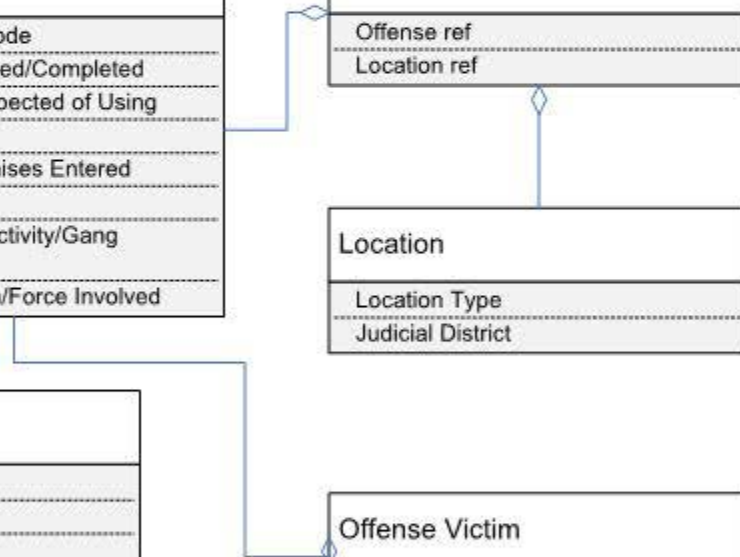 ode
ed/Completed
pected of Using
ises Entered
ctivity/Gang
/Force Involved
Offense ref
Location ref
Location
Location Type
Judicial District
Offense Victim